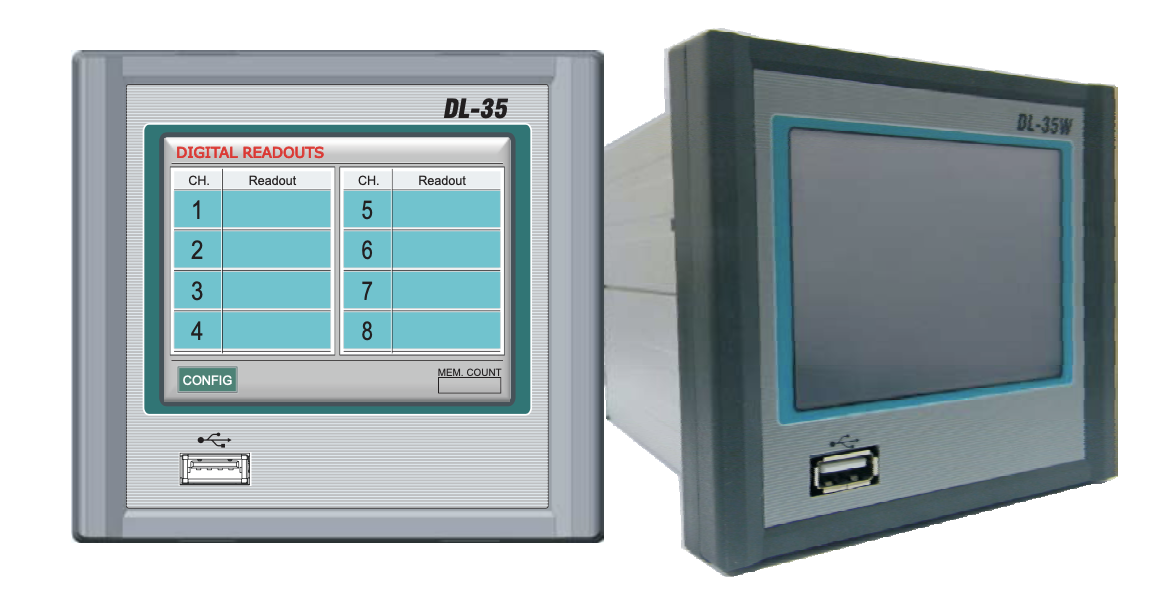 DL-35
DIGITAL READOUTS
CH. Readout CH. Readout
1 5
2 6
3 7
4 8
CONFIG
MEM. COUNT
DL-35W